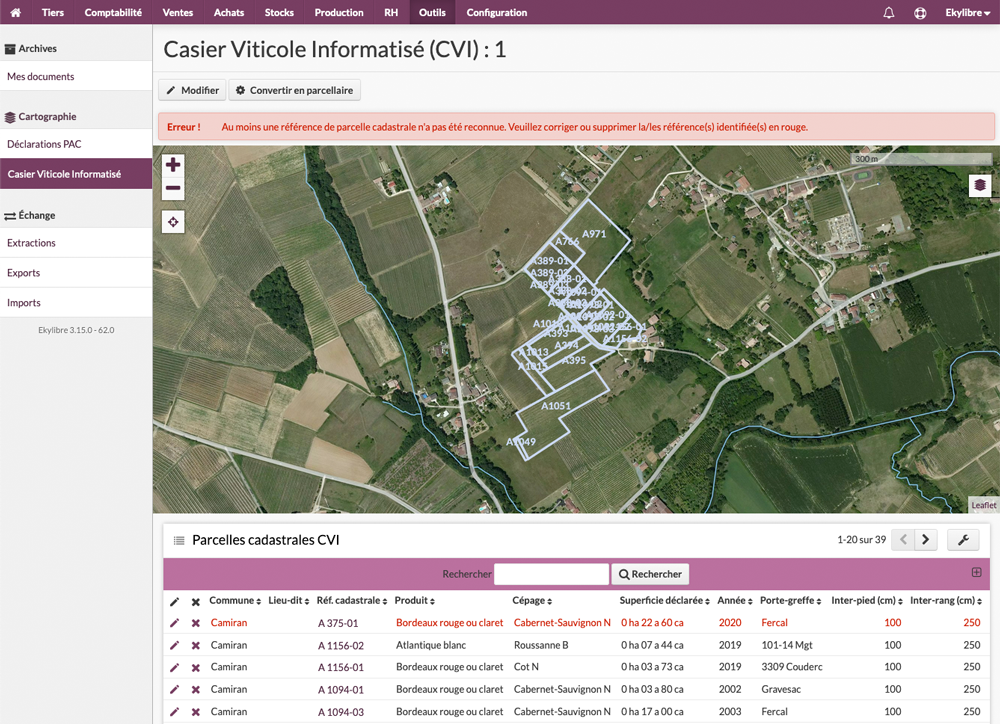 Tiers Comptabilité Ventes Achats Stocks Production RH Outils Configuration Ekylibre
Archives
Mes documents
Cartographie
Déclarations PAC
Casier Viticole Informatisé
Échange
Extractions
Exports
Imports
Ekylibre 3.15.0 - 62.0
Casier Viticole Informatisé (CVI) : 1
Modifier Convertir en parcellaire
Erreur ! Au moins une référence de parcelle cadastrale n'a pas été reconnue. Veuillez corriger ou supprimer la/les référence(s) identifiée(s) en rouge.
300 m
A971
A766
A389-01
A394
A395
A1013
A1051
A1049
Leaflet
Parcelles cadastrales CVI 1-20 sur 39
Rechercher Rechercher
Commune Lieu-dit Réf. cadastrale Produit Cépage Superficie déclarée Année Porte-greffe Inter-pied (cm) Inter-rang (cm)
Camiran A 375-01 Bordeaux rouge ou claret Cabernet-Sauvignon N 0 ha 22 a 60 ca 2020 Fercal 100 250
Camiran A 1156-02 Atlantique blanc Roussanne B 0 ha 07 a 44 ca 2019 101-14 Mgt 100 250
Camiran A 1156-01 Bordeaux rouge ou claret Cot N 0 ha 03 a 73 ca 2019 3309 Couderc 100 250
Camiran A 1094-01 Bordeaux rouge ou claret Cabernet-Sauvignon N 0 ha 03 a 80 ca 2002 Gravesac 100 250
Camiran A 1094-03 Bordeaux rouge ou claret Cabernet-Sauvignon N 0 ha 17 a 00 ca 2003 Fercal 100 250